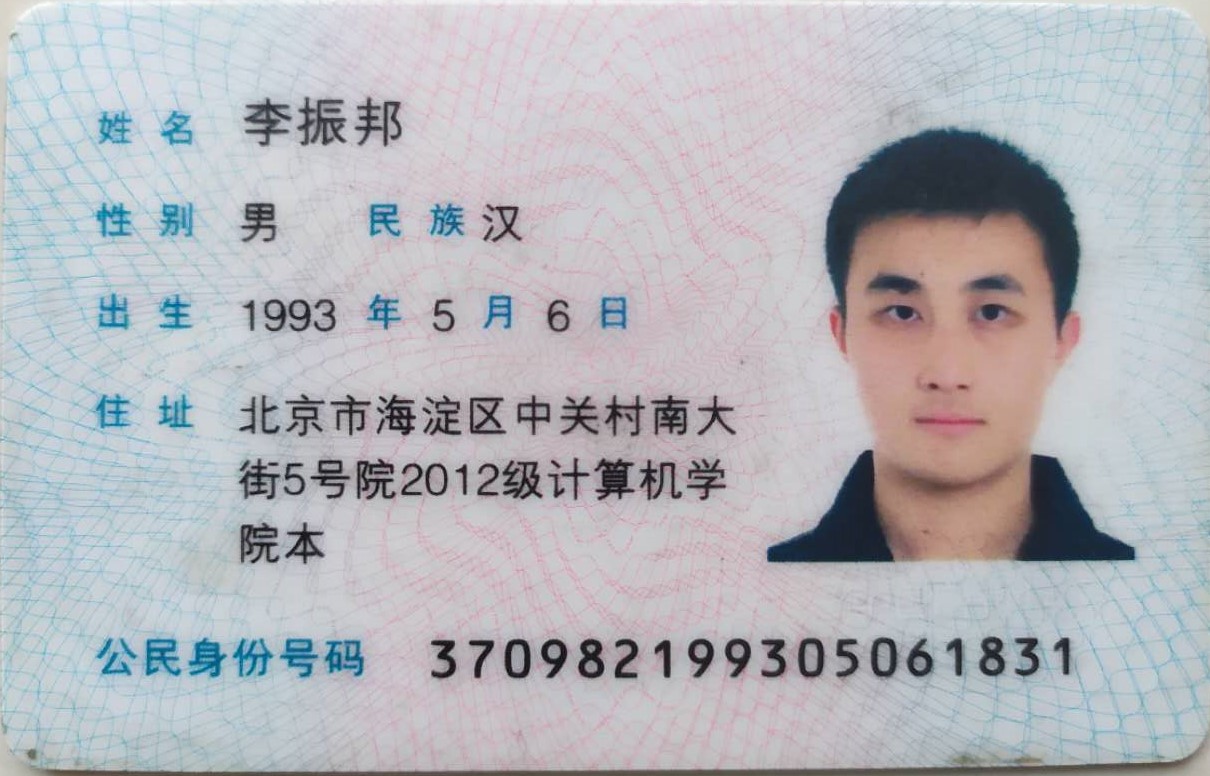 姓名 李振邦
性别 男 民族 汉
出生 1993 年 5 月 6 日
住址 北京市海淀区中关村南大
街5号院2012级计算机学
院本
公民身份号码 370982199305061831